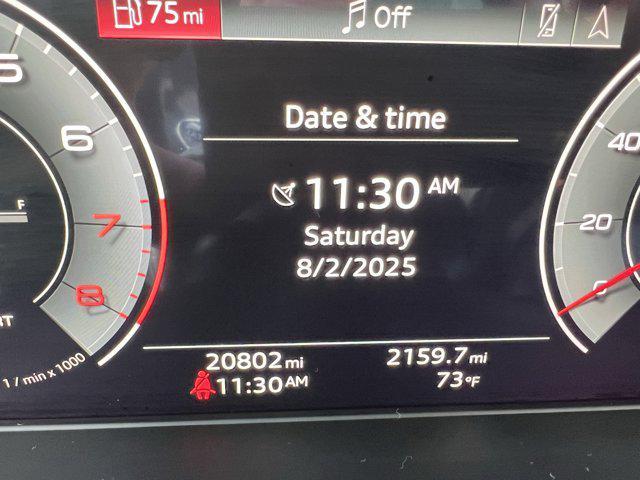 75 mi
Off
Date & time
11:30 AM
Saturday
8/2/2025
20802 mi
2159.7 mi
11:30 AM
73 °F
5
6
7
8
F
1 / min x 1000
40
20
0